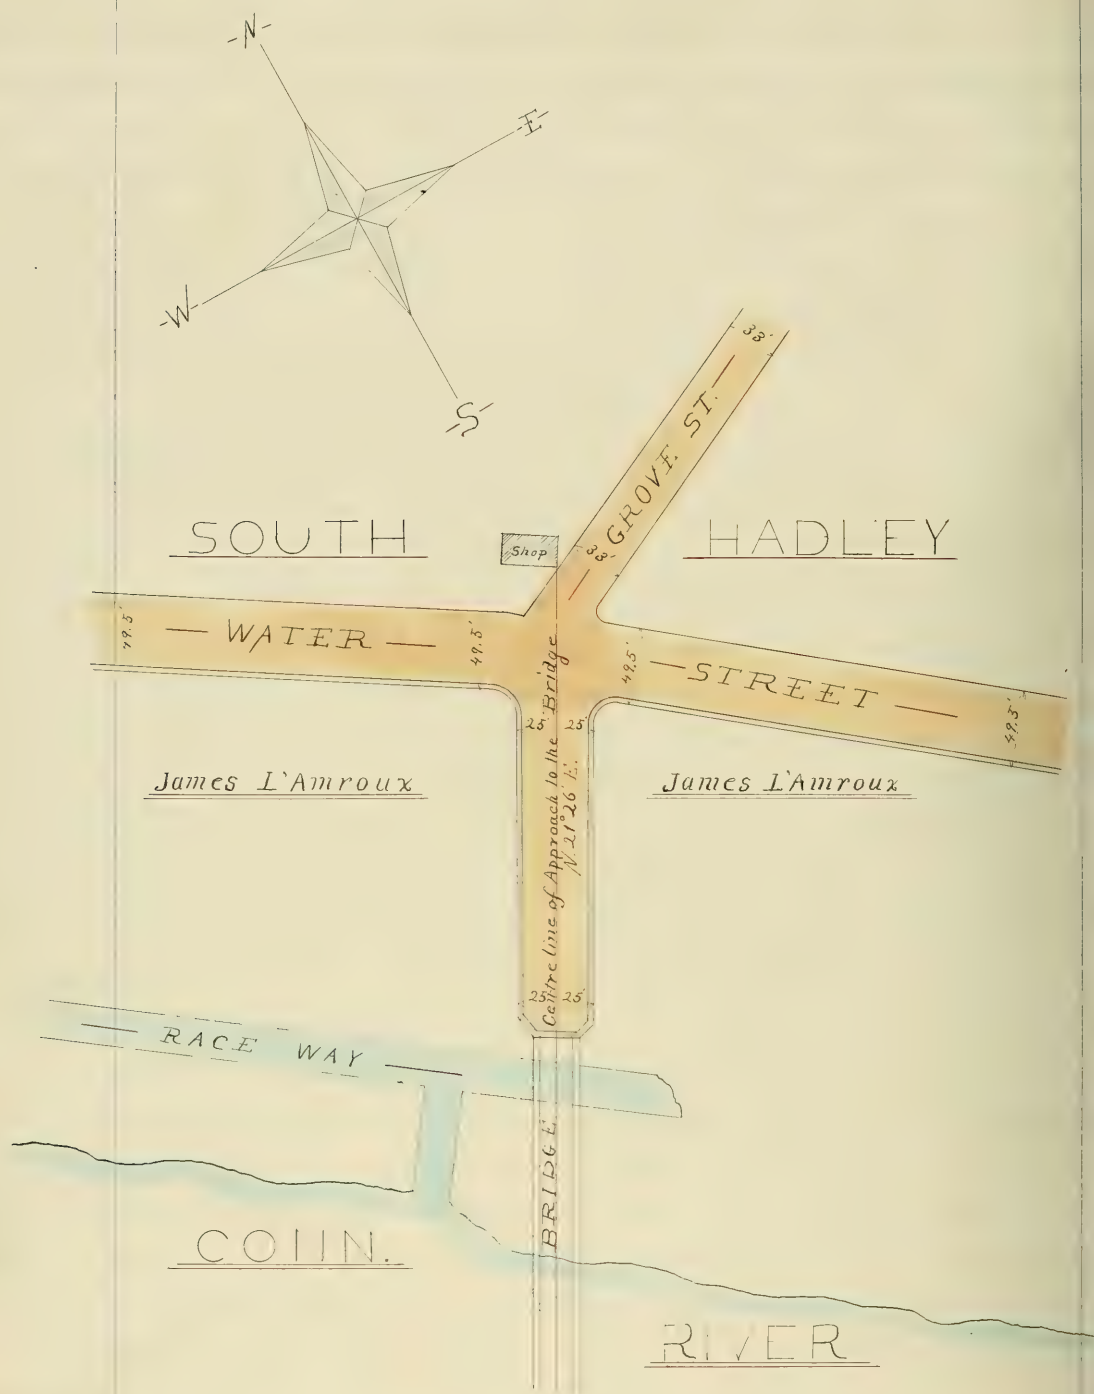 -N-
-E-
-W-
-S-
33'
GROVE ST.
33'
SOUTH HADLEY
Shop
49.5' — WATER — 49.5'
49.5' — STREET — 49.5'
25' 25'
Centre line of Approach to the Bridge
N. 21° 26' E.
James L'Amroux
James L'Amroux
25' 25'
RACE WAY
BRIDGE
CONN.
RIVER